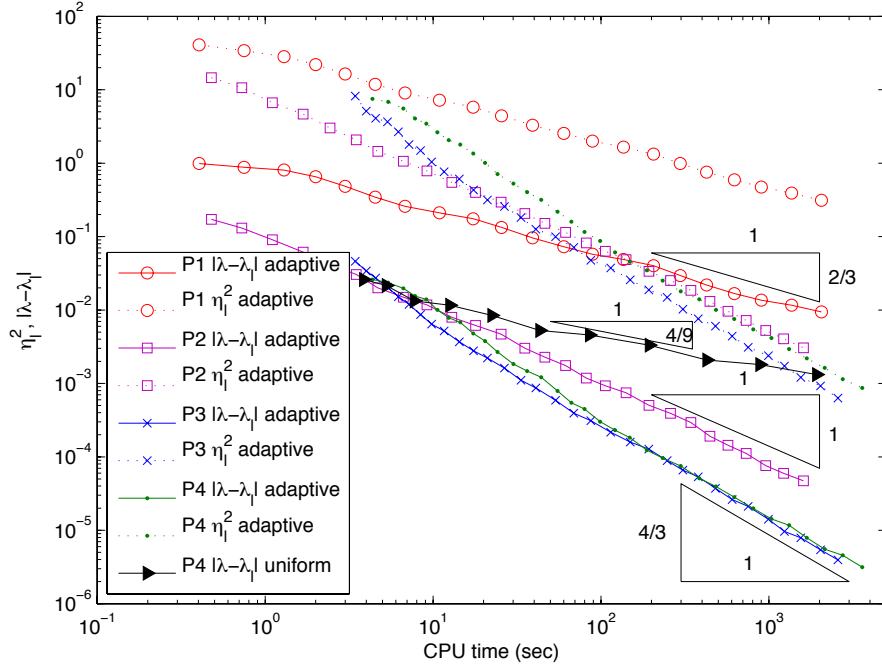 10^2
10^1
10^0
10^-1
10^-2
10^-3
10^-4
10^-5
10^-6
η_l^2, |λ−λ_l|
10^-1
10^0
10^1
10^2
10^3
CPU time (sec)
P1 |λ−λ_l| adaptive
P1 η_l^2 adaptive
P2 |λ−λ_l| adaptive
P2 η_l^2 adaptive
P3 |λ−λ_l| adaptive
P3 η_l^2 adaptive
P4 |λ−λ_l| adaptive
P4 η_l^2 adaptive
P4 |λ−λ_l| uniform
1
2/3
1
4/9
1
1
4/3
1